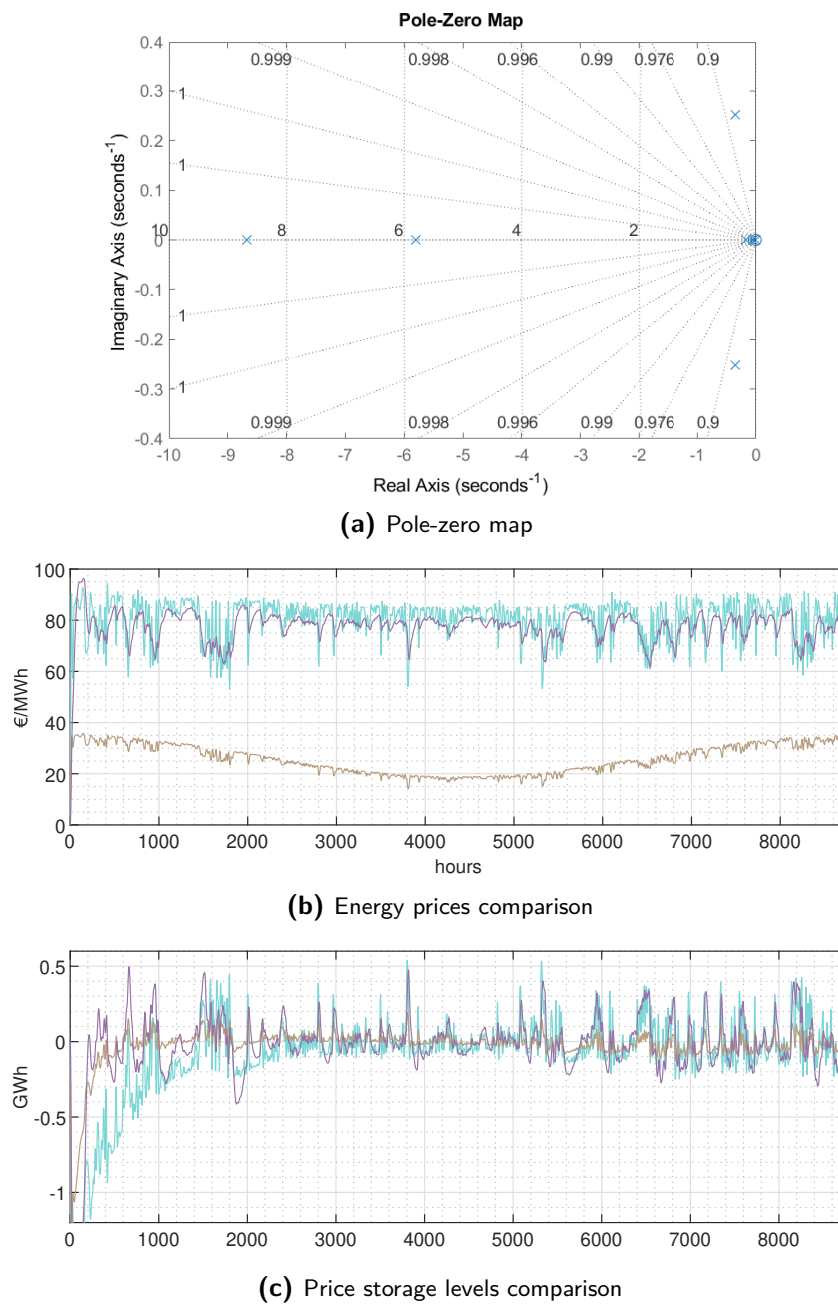 Pole-Zero Map
0.4
0.999 0.998 0.996 0.99 0.976 0.9
0.3 1
0.2
1
0.1
10 8 6 4 2
0
-0.1
1
-0.2
-0.3 1
0.999 0.998 0.996 0.99 0.976 0.9
-0.4
-10 -9 -8 -7 -6 -5 -4 -3 -2 -1 0
Imaginary Axis (seconds⁻¹)
Real Axis (seconds⁻¹)
(a) Pole-zero map
100
80
60
40
20
0
€/MWh
0 1000 2000 3000 4000 5000 6000 7000 8000
hours
(b) Energy prices comparison
0.5
0
-0.5
-1
GWh
0 1000 2000 3000 4000 5000 6000 7000 8000
(c) Price storage levels comparison